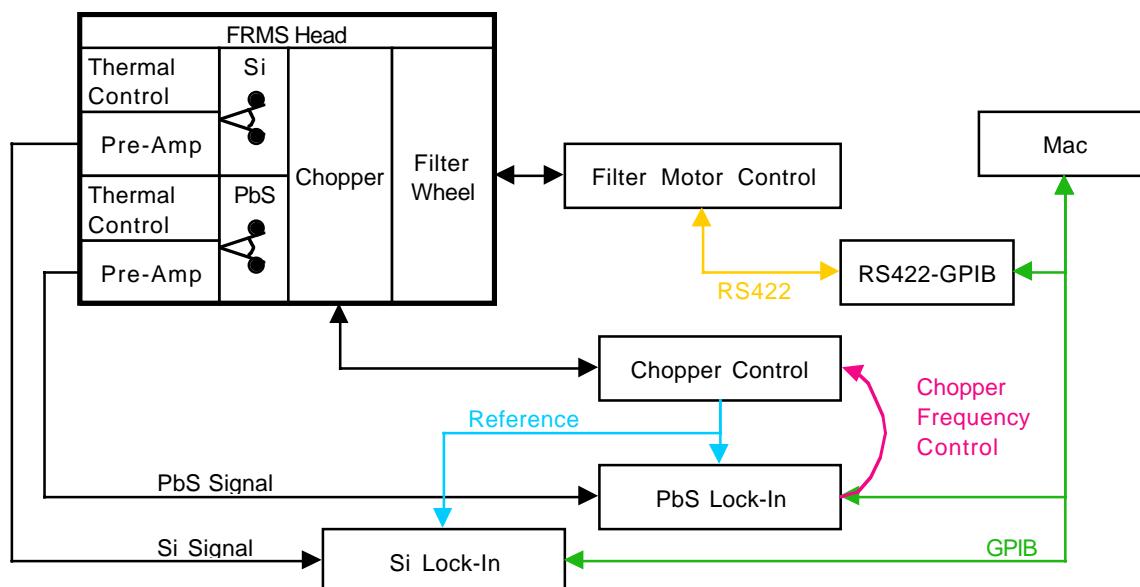 FRMS Head
Thermal
Control
Si
Pre-Amp
Thermal
Control
PbS
Pre-Amp
Chopper
Filter
Wheel
Filter Motor Control
Mac
RS422
RS422-GPIB
Chopper Control
Chopper
Frequency
Control
Reference
PbS Signal
PbS Lock-In
Si Signal
Si Lock-In
GPIB